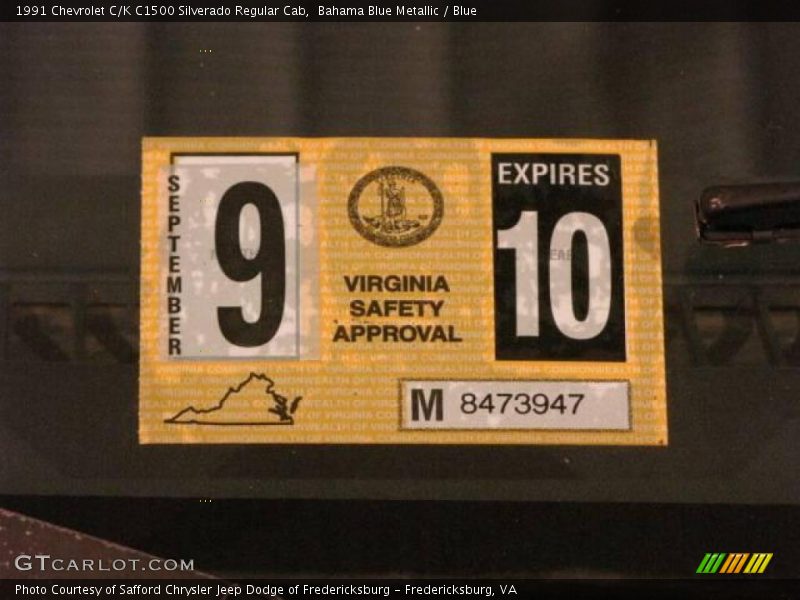 1991 Chevrolet C/K C1500 Silverado Regular Cab,  Bahama Blue Metallic / Blue
SEPTEMBER
9
VIRGINIA
SAFETY
APPROVAL
EXPIRES
10
M 8473947
GTCARLOT.COM
Photo Courtesy of Safford Chrysler Jeep Dodge of Fredericksburg - Fredericksburg, VA